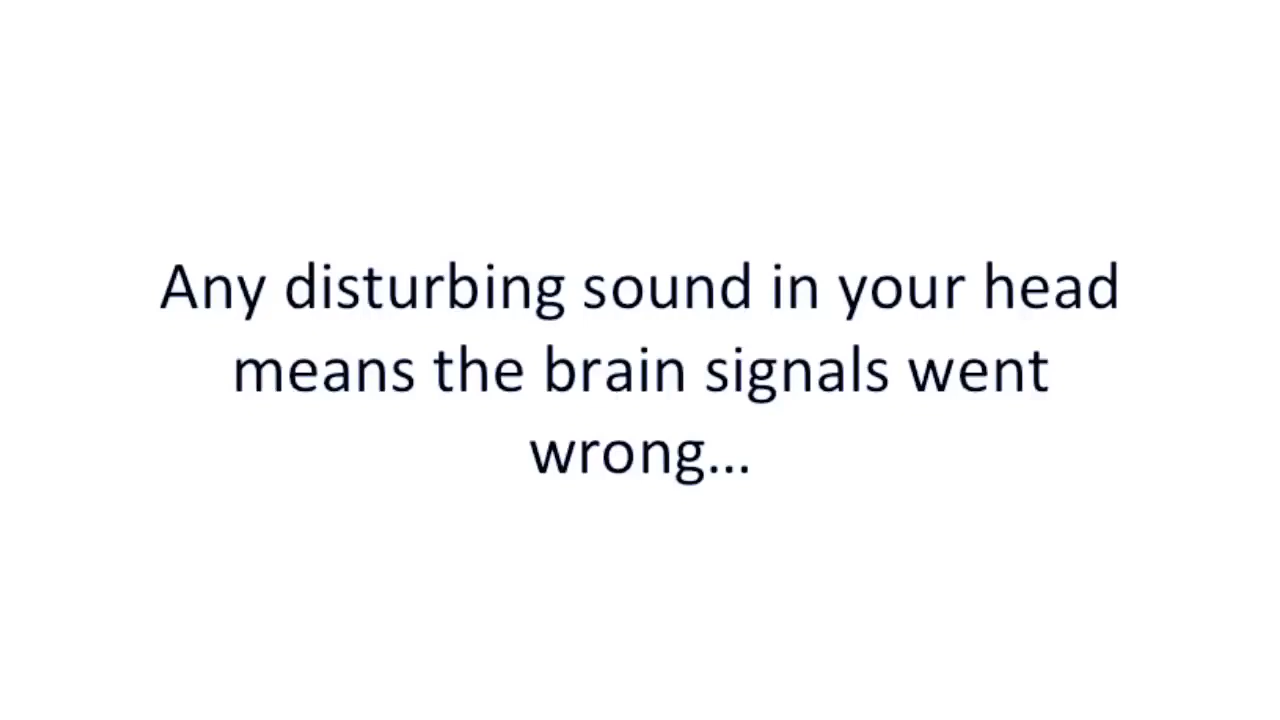 Any disturbing sound in your head
means the brain signals went
wrong...